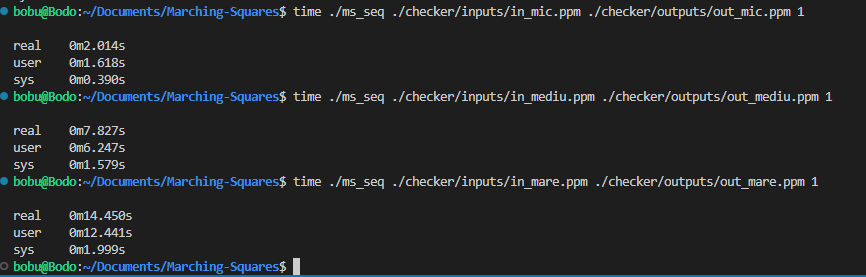 bobu@Bodo:~/Documents/Marching-Squares$ time ./ms_seq ./checker/inputs/in_mic.ppm ./checker/outputs/out_mic.ppm 1
real 0m2.014s
user 0m1.618s
sys 0m0.390s
bobu@Bodo:~/Documents/Marching-Squares$ time ./ms_seq ./checker/inputs/in_mediu.ppm ./checker/outputs/out_mediu.ppm 1
real 0m7.827s
user 0m6.247s
sys 0m1.579s
bobu@Bodo:~/Documents/Marching-Squares$ time ./ms_seq ./checker/inputs/in_mare.ppm ./checker/outputs/out_mare.ppm 1
real 0m14.450s
user 0m12.441s
sys 0m1.999s
bobu@Bodo:~/Documents/Marching-Squares$